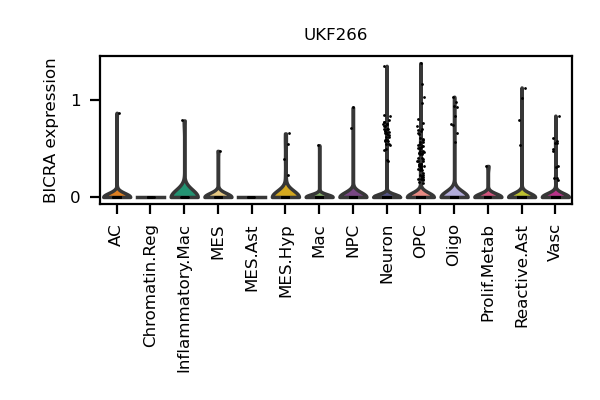 UKF266
BICRA expression
1
0
AC
Chromatin.Reg
Inflammatory.Mac
MES
MES.Ast
MES.Hyp
Mac
NPC
Neuron
OPC
Oligo
Prolif.Metab
Reactive.Ast
Vasc